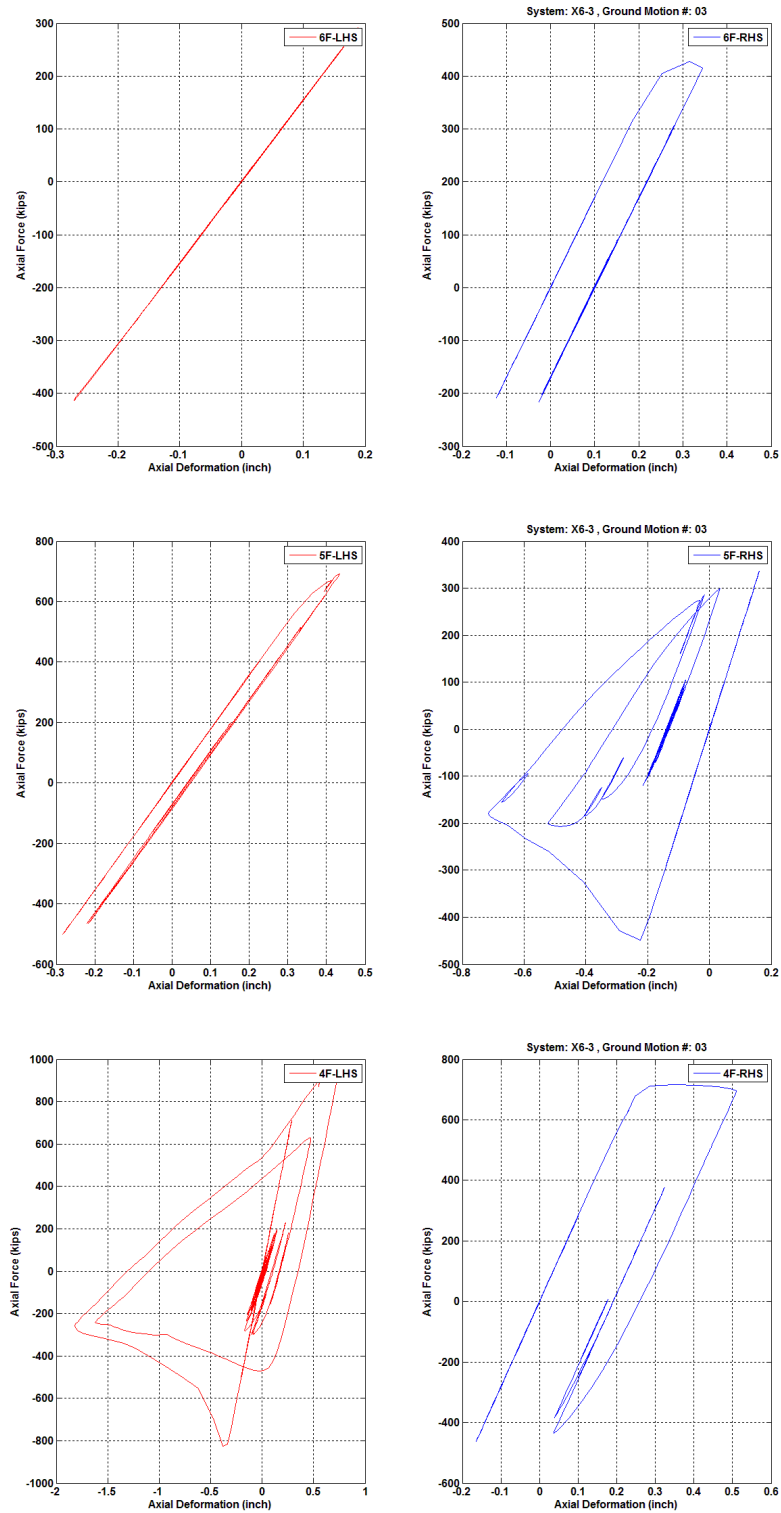 6F-LHS
300
200
100
0
-100
-200
-300
-400
-500
-0.3 -0.2 -0.1 0 0.1 0.2
Axial Force (kips)
Axial Deformation (inch)
System: X6-3 , Ground Motion #: 03
6F-RHS
500
400
300
200
100
0
-100
-200
-300
-0.2 -0.1 0 0.1 0.2 0.3 0.4 0.5
Axial Force (kips)
Axial Deformation (inch)
5F-LHS
800
600
400
200
0
-200
-400
-600
-0.3 -0.2 -0.1 0 0.1 0.2 0.3 0.4 0.5
Axial Force (kips)
Axial Deformation (inch)
System: X6-3 , Ground Motion #: 03
5F-RHS
400
300
200
100
0
-100
-200
-300
-400
-500
-0.8 -0.6 -0.4 -0.2 0 0.2
Axial Force (kips)
Axial Deformation (inch)
4F-LHS
1000
800
600
400
200
0
-200
-400
-600
-800
-1000
-2 -1.5 -1 -0.5 0 0.5 1
Axial Force (kips)
Axial Deformation (inch)
System: X6-3 , Ground Motion #: 03
4F-RHS
800
600
400
200
0
-200
-400
-600
-0.2 -0.1 0 0.1 0.2 0.3 0.4 0.5 0.6
Axial Force (kips)
Axial Deformation (inch)